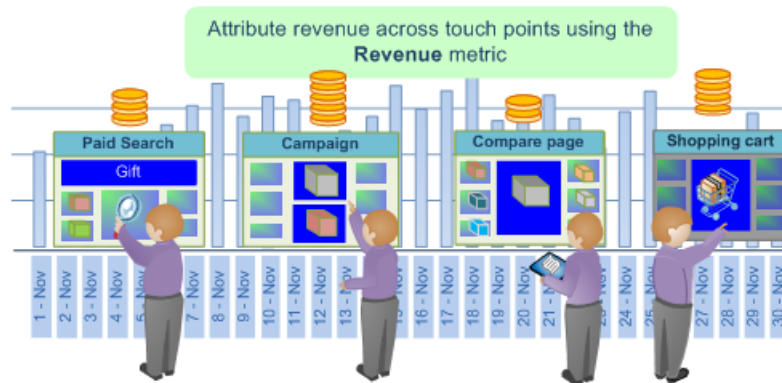 Attribute revenue across touch points using the
Revenue metric
Paid Search
Campaign
Compare page
Shopping cart
Gift
1 - Nov
2 - Nov
3 - Nov
4 - Nov
7 - Nov
8 - Nov
9 - Nov
10 - Nov
11 - Nov
12 - Nov
13 - Nov
16 - Nov
17 - Nov
18 - Nov
19 - Nov
20 - Nov
21 - Nov
24 - Nov
27 - Nov
28 - Nov
29 - Nov
30 - Nov